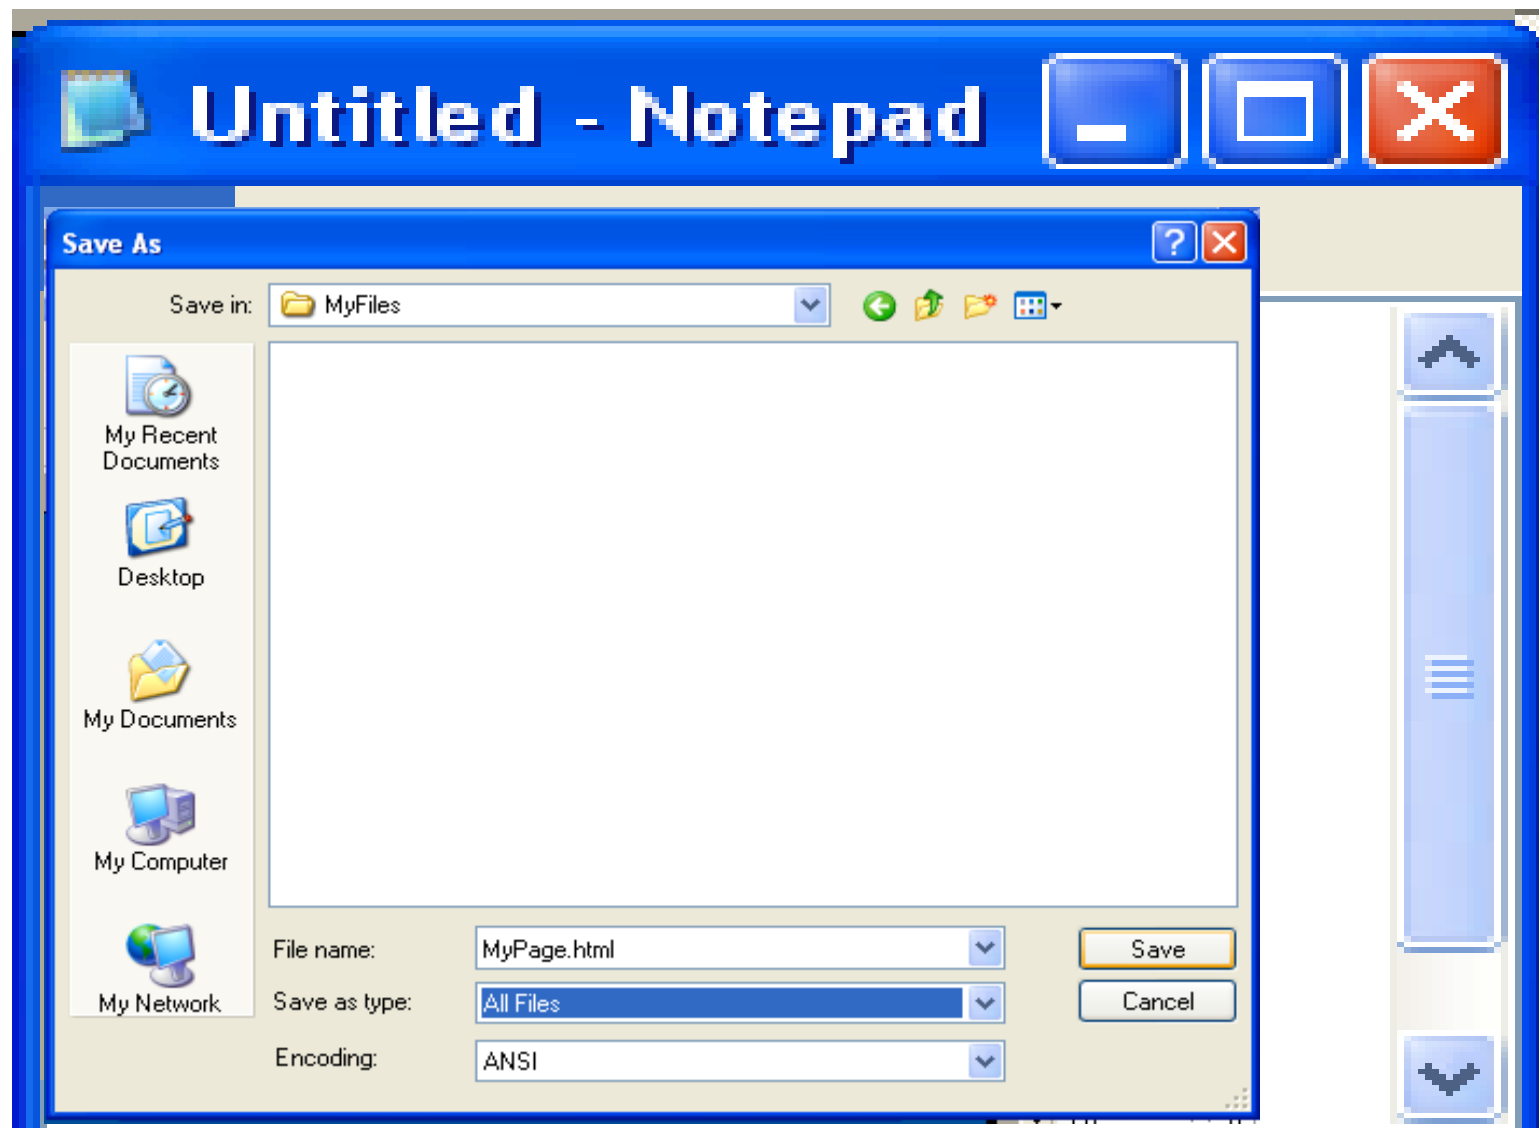 Untitled - Notepad
Save As
Save in: MyFiles
My Recent
Documents
Desktop
My Documents
My Computer
My Network
File name: MyPage.html Save
Save as type: All Files Cancel
Encoding: ANSI